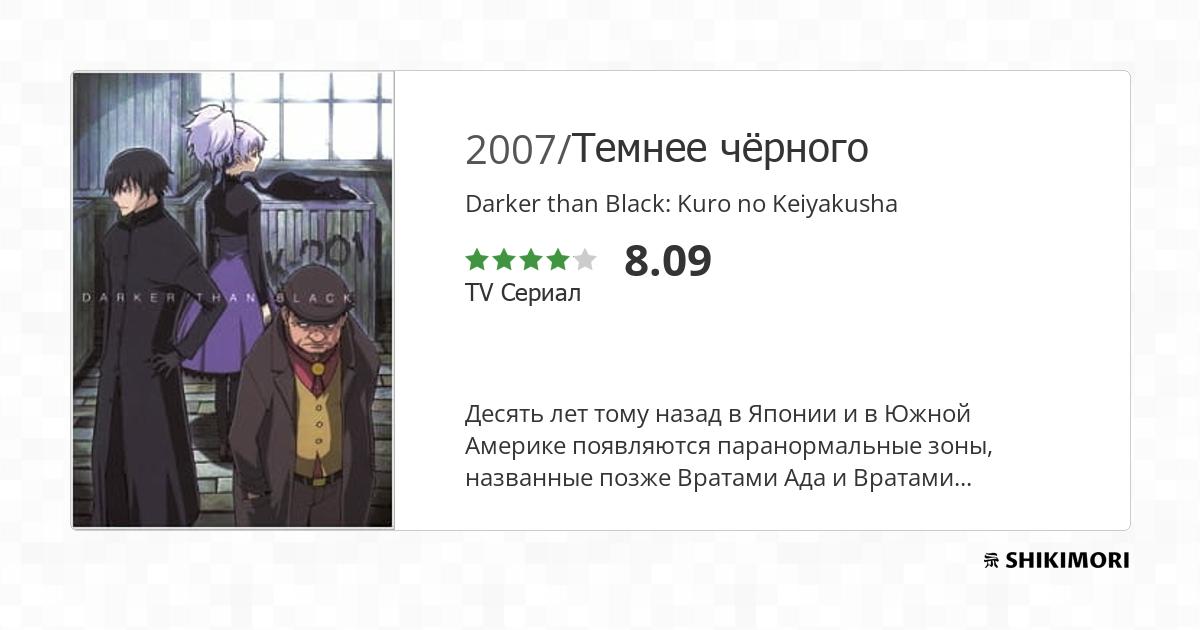 2007/Темнее чёрного
Darker than Black: Kuro no Keiyakusha
8.09
TV Сериал
DARKER THAN BLACK
Десять лет тому назад в Японии и в Южной
Америке появляются паранормальные зоны,
названные позже Вратами Ада и Вратами...
SHIKIMORI